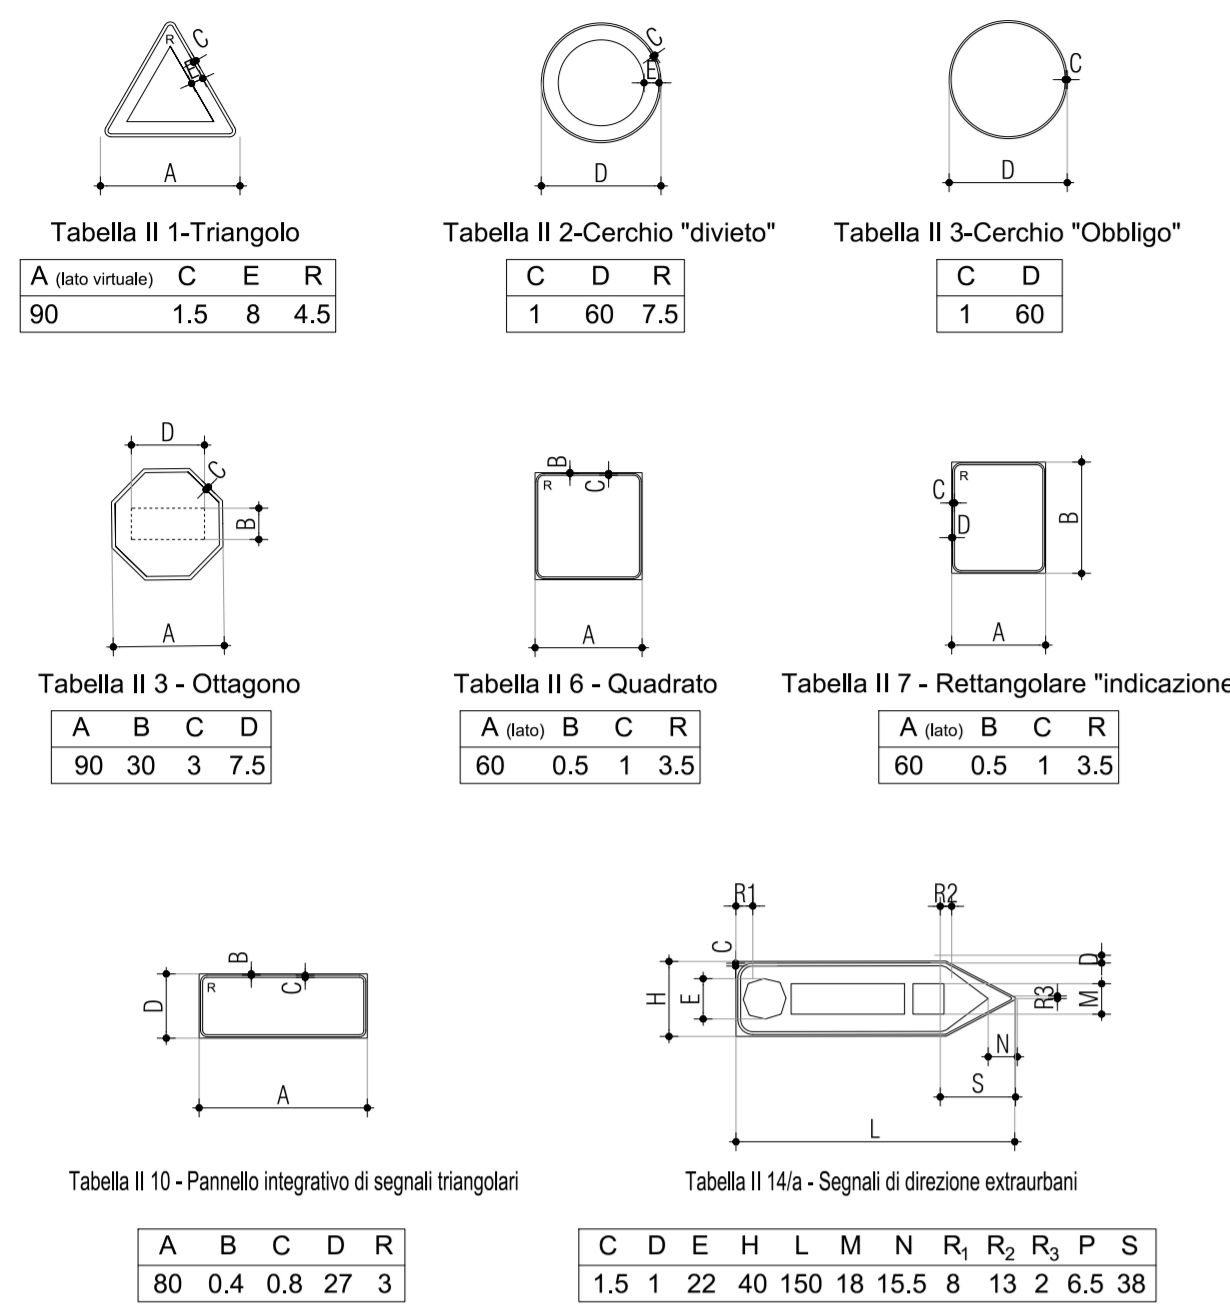 R
C
E
A
Tabella II 1-Triangolo
A (lato virtuale) C E R
90 1.5 8 4.5
C
E
D
Tabella II 2-Cerchio "divieto"
C D R
1 60 7.5
C
D
Tabella II 3-Cerchio "Obbligo"
C D
1 60
D
C
B
A
Tabella II 3 - Ottagono
A B C D
90 30 3 7.5
B
C
R
A
Tabella II 6 - Quadrato
A (lato) B C R
60 0.5 1 3.5
R
C
D
B
A
Tabella II 7 - Rettangolare "indicazione
A (lato) B C R
60 0.5 1 3.5
B
C
R
D
A
Tabella II 10 - Pannello integrativo di segnali triangolari
A B C D R
80 0.4 0.8 27 3
R1 R2
C
D
H
E
R3
M
N
S
L
Tabella II 14/a - Segnali di direzione extraurbani
C D E H L M N R₁ R₂ R₃ P S
1.5 1 22 40 150 18 15.5 8 13 2 6.5 38